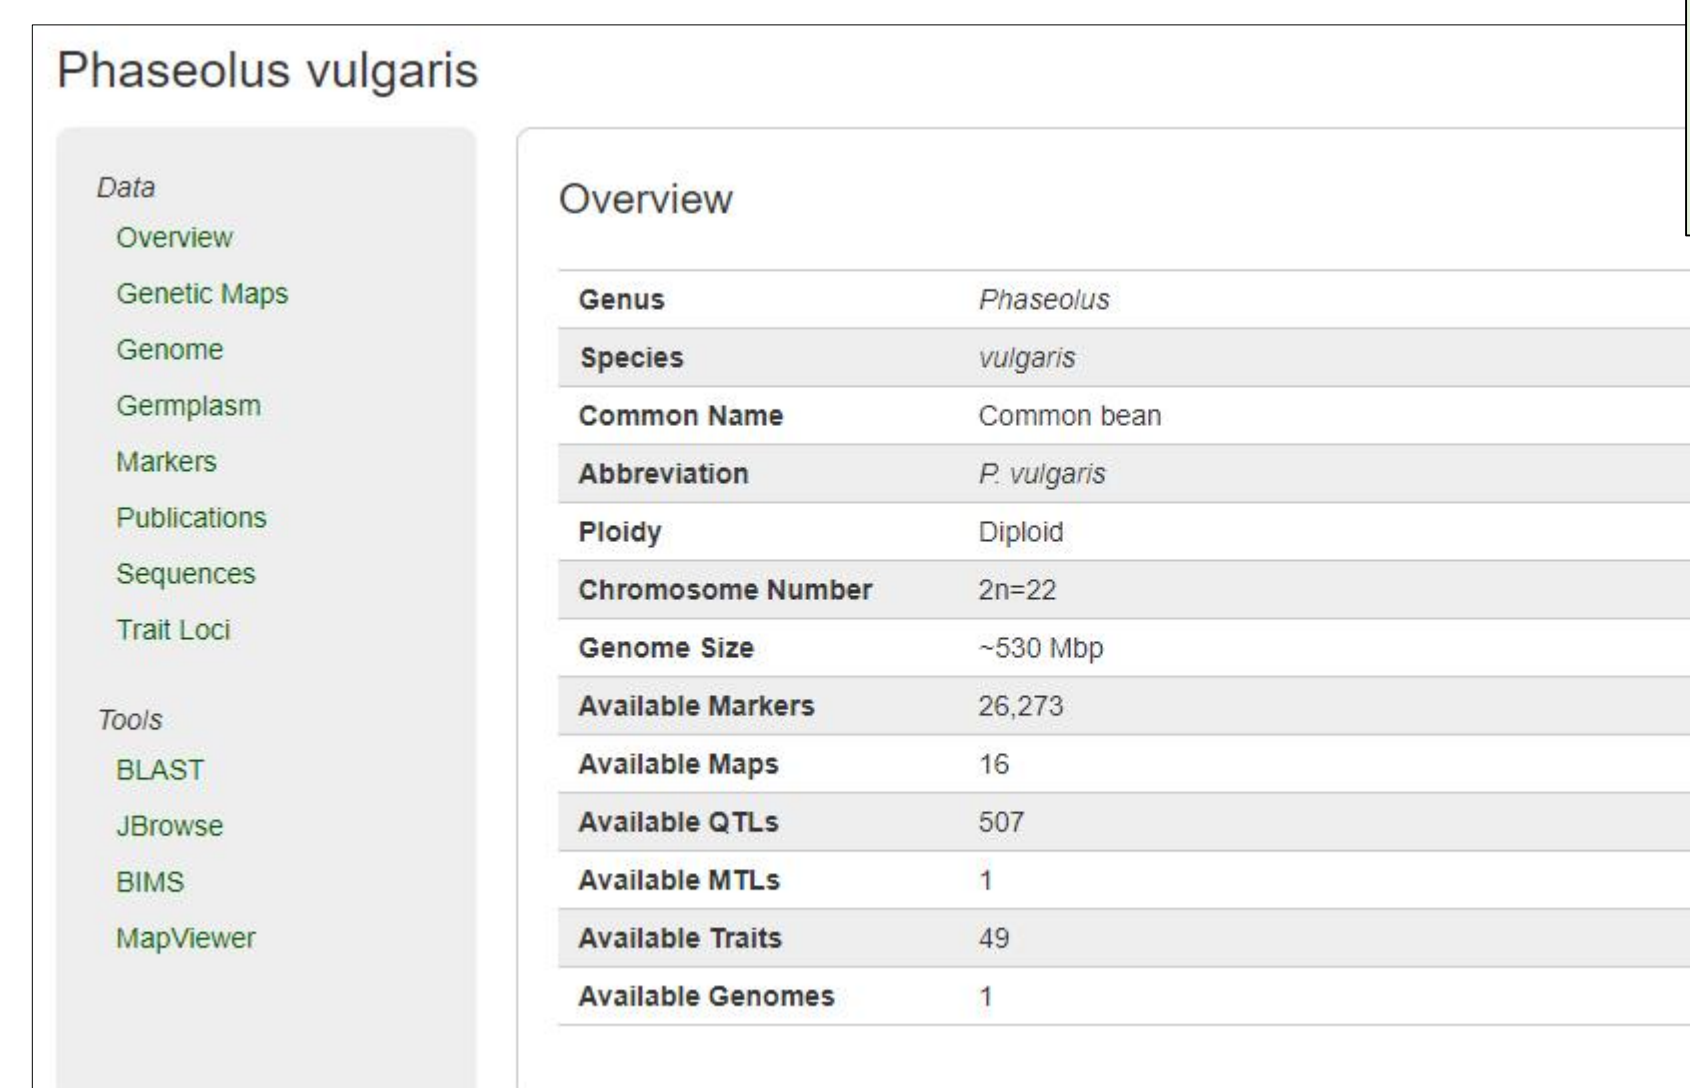 Phaseolus vulgaris
Data
Overview
Genetic Maps
Genome
Germplasm
Markers
Publications
Sequences
Trait Loci
Tools
BLAST
JBrowse
BIMS
MapViewer
Overview
Genus Phaseolus
Species vulgaris
Common Name Common bean
Abbreviation P. vulgaris
Ploidy Diploid
Chromosome Number 2n=22
Genome Size ~530 Mbp
Available Markers 26,273
Available Maps 16
Available QTLs 507
Available MTLs 1
Available Traits 49
Available Genomes 1